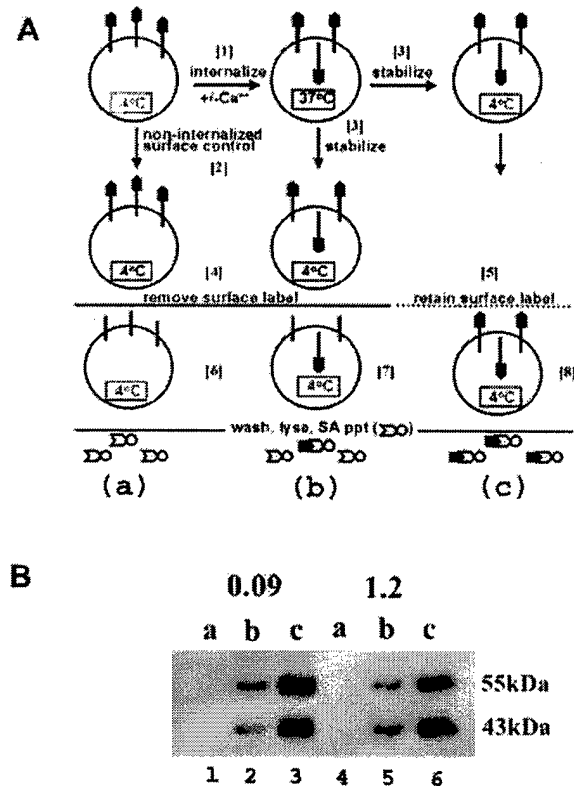 A
[1]
internalize
+/-Ca++
[3]
stabilize
4°C
37°C
4°C
non-internalized
surface control
[2]
[3]
stabilize
4°C
[4]
4°C
[5]
remove surface label
retain surface label
4°C
[6]
4°C
[7]
4°C
[8]
wash, lyse, SA ppt ( )
(a)
(b)
(c)
B
0.09
1.2
a b c a b c
55kDa
43kDa
1 2 3 4 5 6